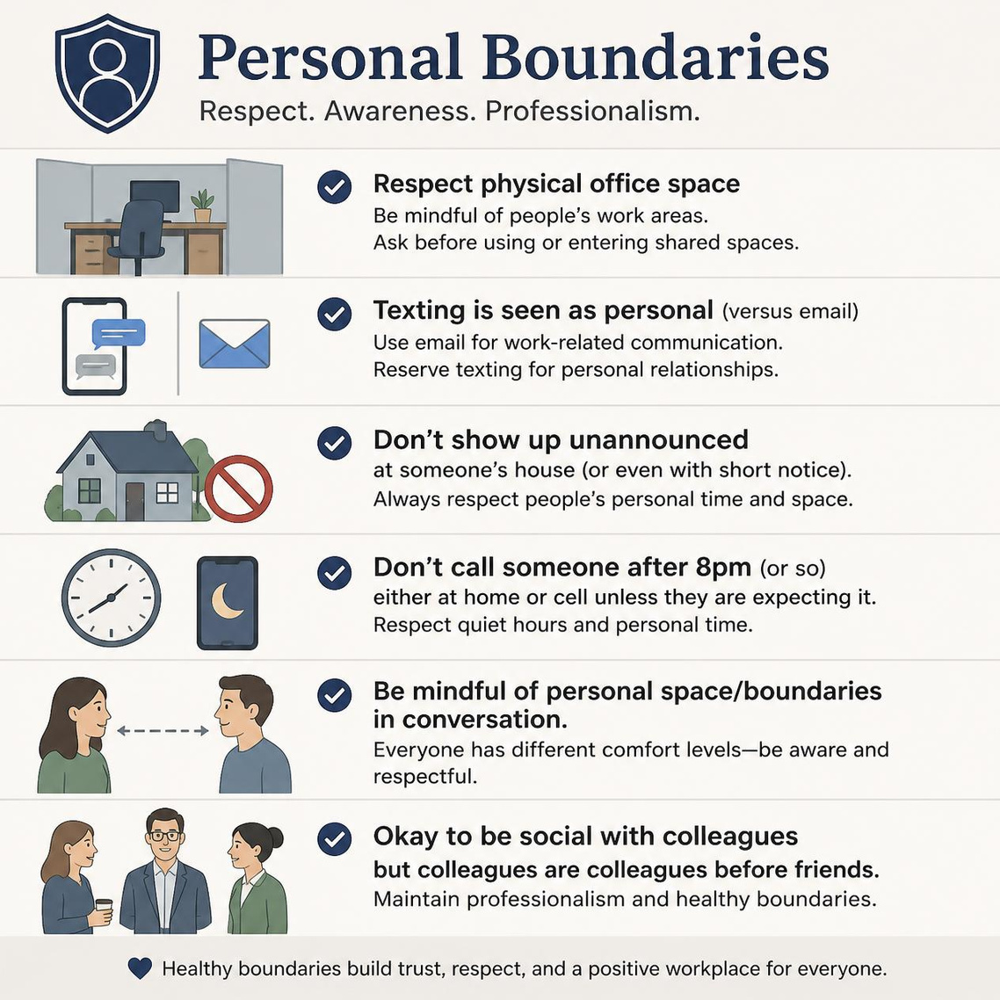 Personal Boundaries
Respect. Awareness. Professionalism.
Respect physical office space
Be mindful of people's work areas.
Ask before using or entering shared spaces.
Texting is seen as personal (versus email)
Use email for work-related communication.
Reserve texting for personal relationships.
Don't show up unannounced
at someone's house (or even with short notice).
Always respect people's personal time and space.
Don't call someone after 8pm (or so)
either at home or cell unless they are expecting it.
Respect quiet hours and personal time.
Be mindful of personal space/boundaries
in conversation.
Everyone has different comfort levels—be aware and
respectful.
Okay to be social with colleagues
but colleagues are colleagues before friends.
Maintain professionalism and healthy boundaries.
Healthy boundaries build trust, respect, and a positive workplace for everyone.